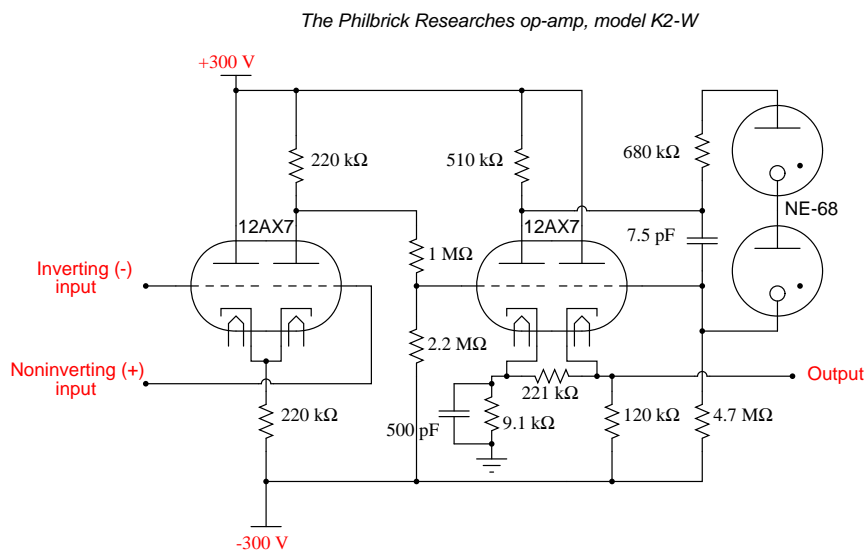 The Philbrick Researches op-amp, model K2-W
+300 V
220 kΩ
510 kΩ
680 kΩ
NE-68
12AX7
12AX7
7.5 pF
1 MΩ
Inverting (-)
input
2.2 MΩ
Noninverting (+)
input
Output
221 kΩ
220 kΩ
500 pF
9.1 kΩ
120 kΩ
4.7 MΩ
-300 V